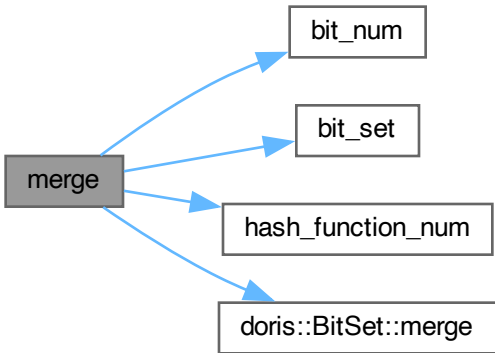 bit_num
bit_set
merge
hash_function_num
doris::BitSet::merge